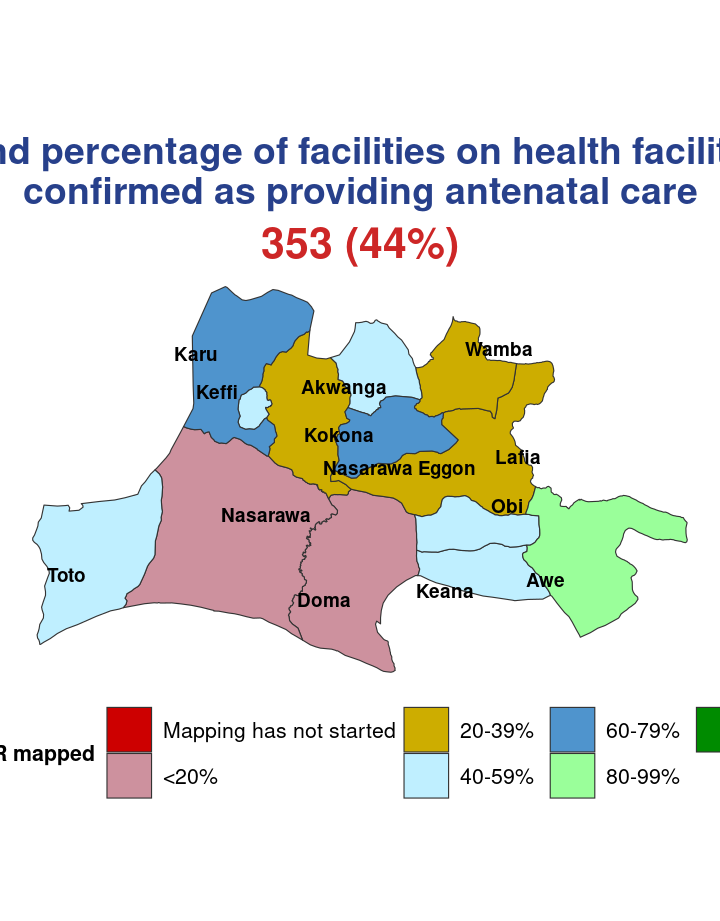 percentage of facilities on health
confirmed as providing antenatal care
353 (44%)
Wamba
Karu
Akwanga
Keffi
Kokona
Lafia
Nasarawa Eggon
Obi
Nasarawa
Toto
Awe
Keana
Doma
mapped
Mapping has not started
20-39%
60-79%
<20%
40-59%
80-99%